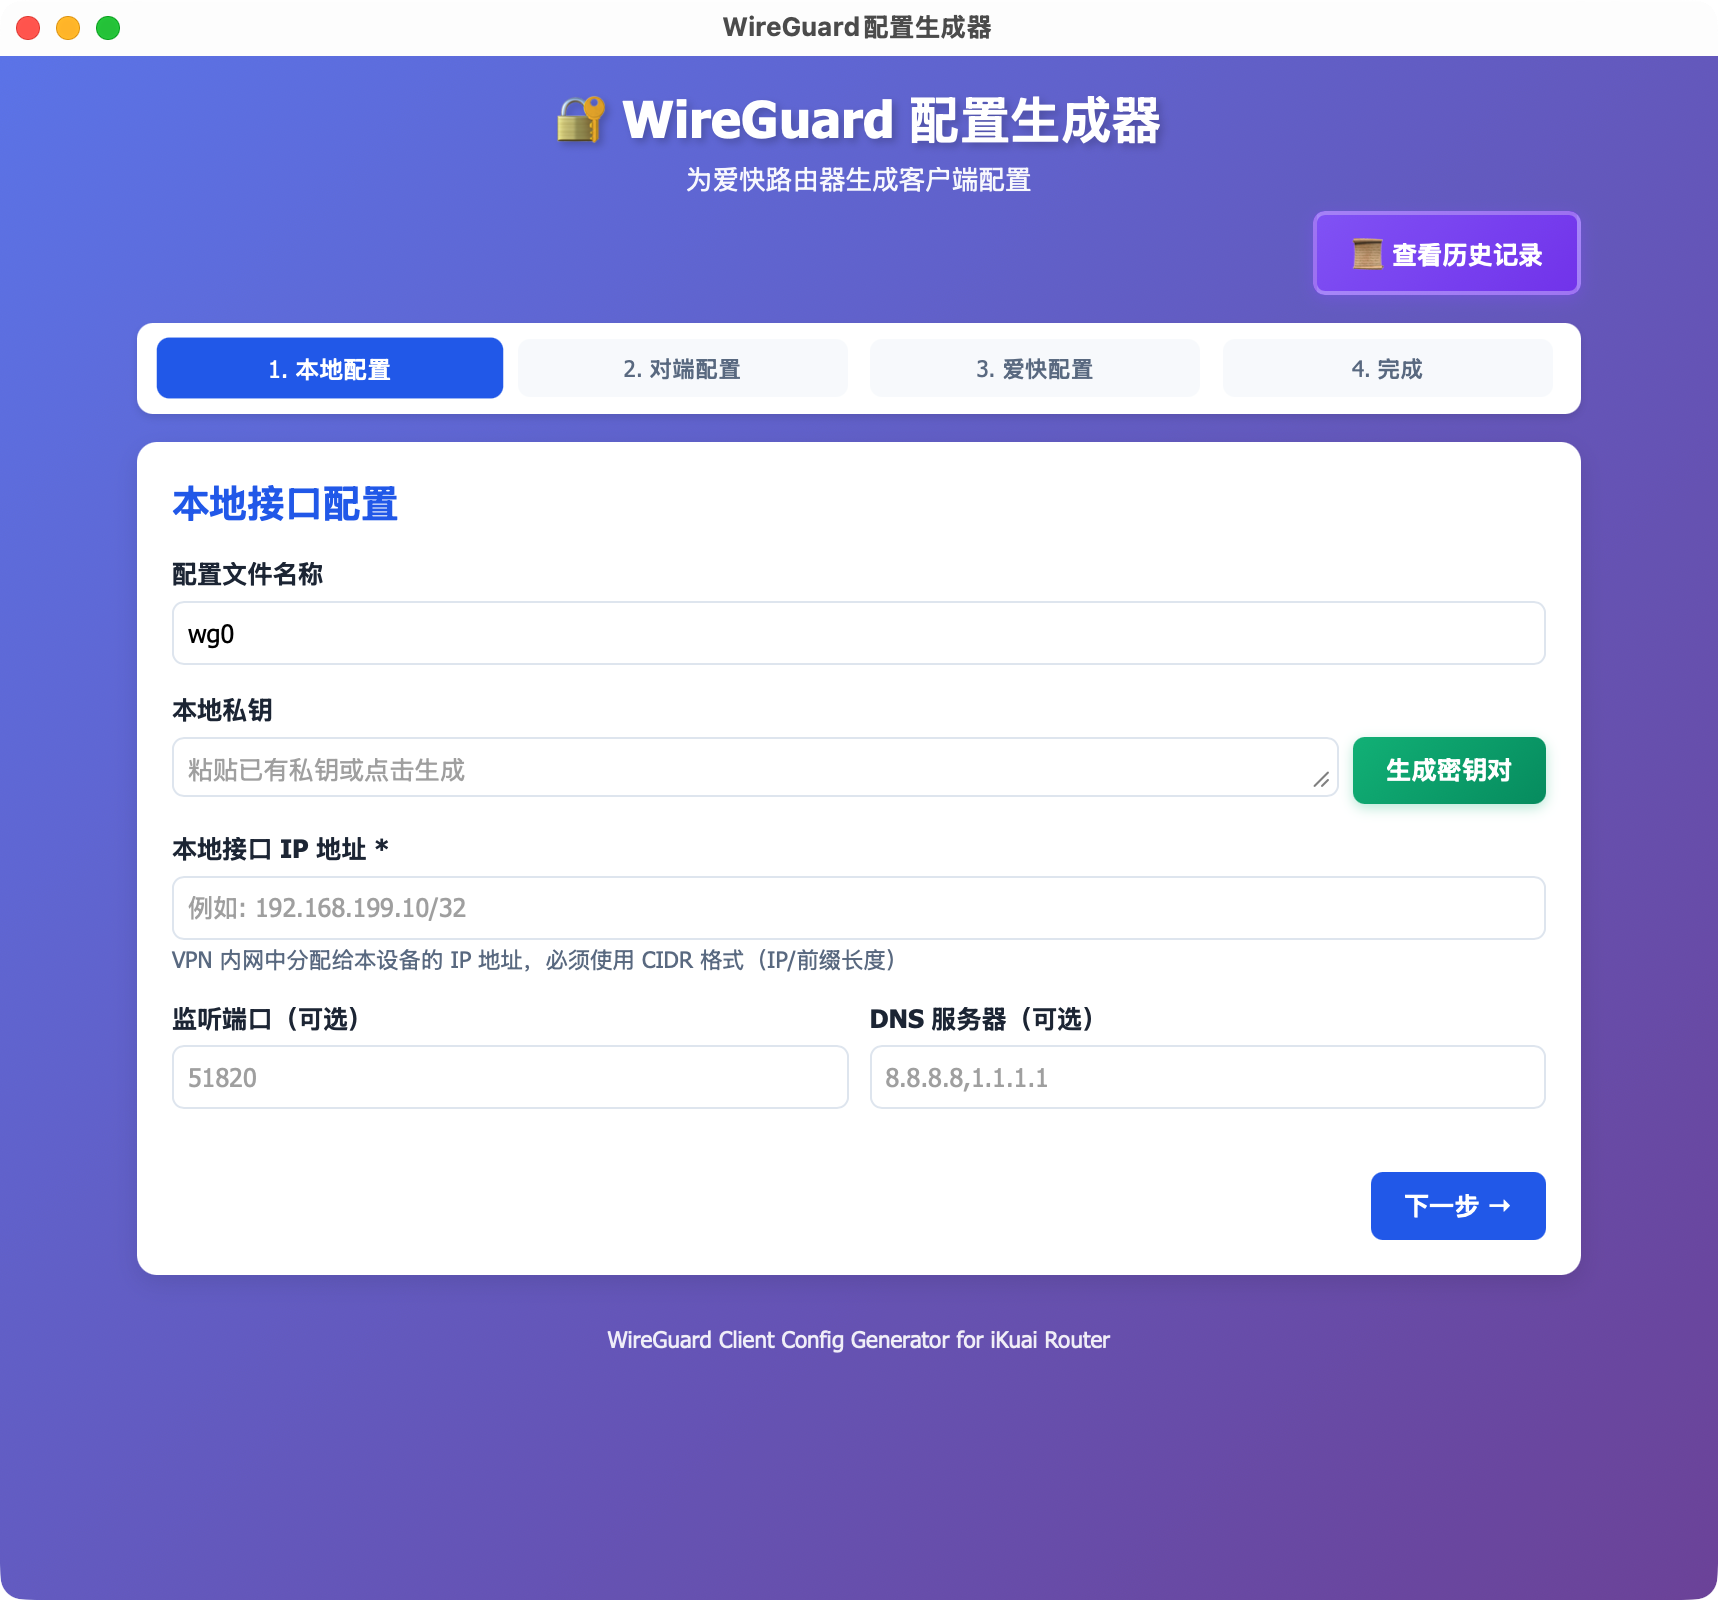 WireGuard配置生成器
🔐 WireGuard 配置生成器
为爱快路由器生成客户端配置
📜 查看历史记录
1. 本地配置
2. 对端配置
3. 爱快配置
4. 完成
本地接口配置
配置文件名称
wg0
本地私钥
粘贴已有私钥或点击生成
生成密钥对
本地接口 IP 地址 *
例如: 192.168.199.10/32
VPN 内网中分配给本设备的 IP 地址，必须使用 CIDR 格式（IP/前缀长度）
监听端口（可选）
DNS 服务器（可选）
51820
8.8.8.8,1.1.1.1
下一步 →
WireGuard Client Config Generator for iKuai Router